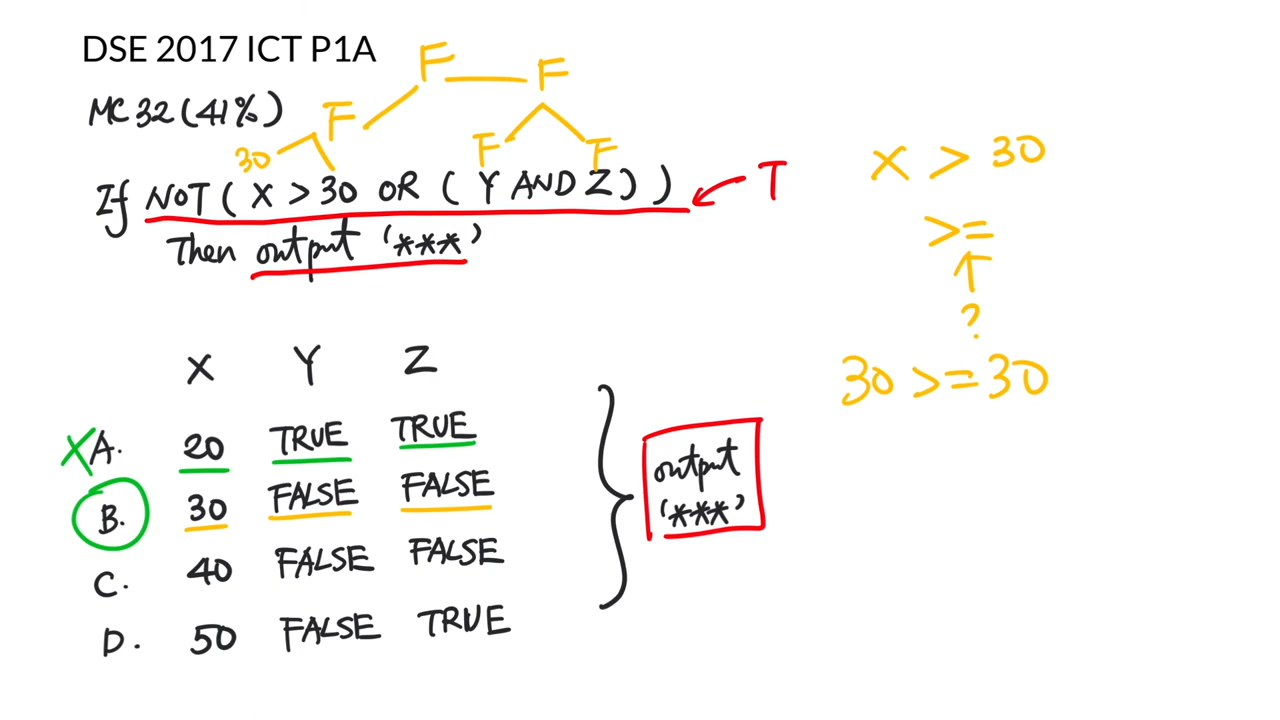 DSE 2017 ICT P1A
MC 32 (41%)
F
F
F
30
F
F
If NOT ( X > 30 OR ( Y AND Z ) )
T
Then output '***'
X > 30
>=
?
30 >= 30
X Y Z
X A. 20 TRUE TRUE
B. 30 FALSE FALSE
C. 40 FALSE FALSE
D. 50 FALSE TRUE
output
'***'